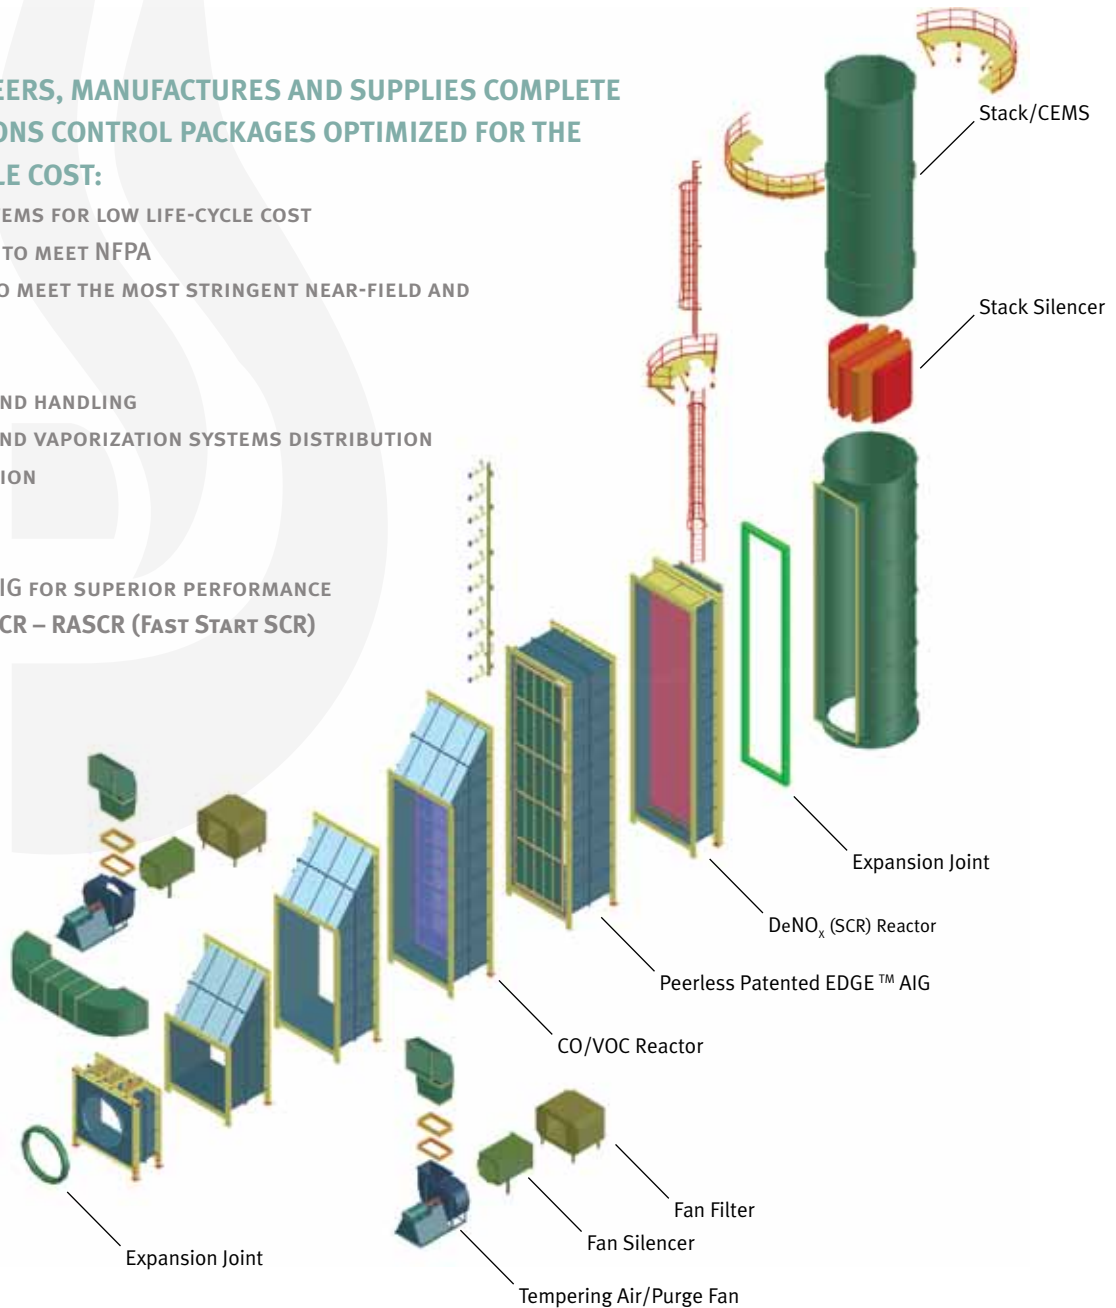 EERS, MANUFACTURES AND SUPPLIES COMPLETE
ONS CONTROL PACKAGES OPTIMIZED FOR THE
LE COST:
TEMS FOR LOW LIFE-CYCLE COST
TO MEET NFPA
O MEET THE MOST STRINGENT NEAR-FIELD AND
ND HANDLING
ND VAPORIZATION SYSTEMS DISTRIBUTION
ION
IG FOR SUPERIOR PERFORMANCE
CR – RASCR (FAST START SCR)
Stack/CEMS
Stack Silencer
Expansion Joint
DeNOx (SCR) Reactor
Peerless Patented EDGE™ AIG
CO/VOC Reactor
Fan Filter
Fan Silencer
Expansion Joint
Tempering Air/Purge Fan